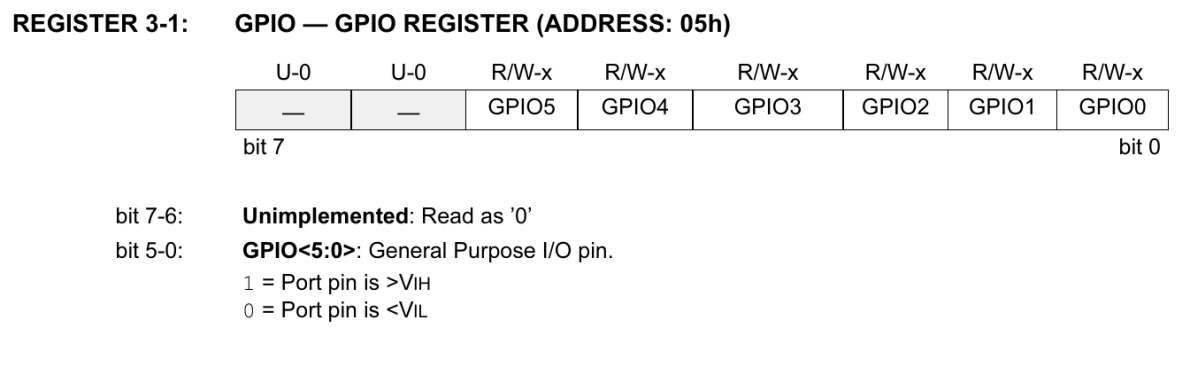 REGISTER 3-1: GPIO — GPIO REGISTER (ADDRESS: 05h)
U-0 U-0 R/W-x R/W-x R/W-x R/W-x R/W-x R/W-x
— — GPIO5 GPIO4 GPIO3 GPIO2 GPIO1 GPIO0
bit 7 bit 0
bit 7-6: Unimplemented: Read as ’0’
bit 5-0: GPIO<5:0>: General Purpose I/O pin.
1 = Port pin is >VIH
0 = Port pin is <VIL